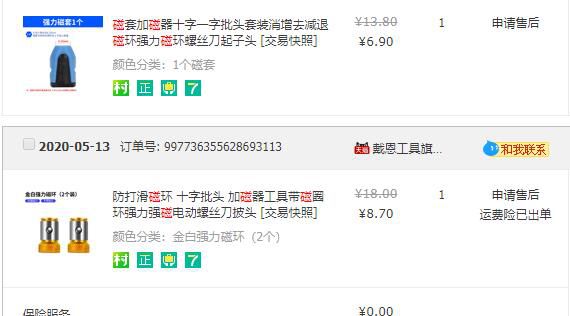 强力磁套1个
磁套加磁器十字一字批头套装消增去减退
磁环强力磁环螺丝刀起子头 [交易快照]
颜色分类：1个磁套
村 正 7
¥13.80
¥6.90
1
申请售后
2020-05-13 订单号: 997736355628693113
天猫 戴恩工具旗...
和我联系
金白强力磁环（2个装）
防打滑磁环 十字批头 加磁器工具带磁圈
环强力强磁电动螺丝刀披头 [交易快照]
颜色分类：金白强力磁环（2个）
村 正 7
¥18.00
¥8.70
1
申请售后
运费险已出单
保险服务
¥0.00